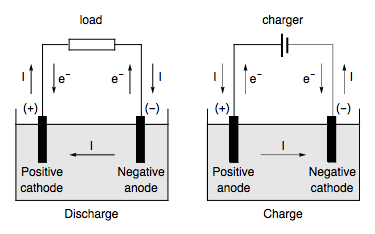 load
I
e⁻
e⁻
I
(+)
(−)
I
Positive
cathode
Negative
anode
Discharge
charger
I
e⁻
e⁻
I
(+)
(−)
I
Positive
anode
Negative
cathode
Charge